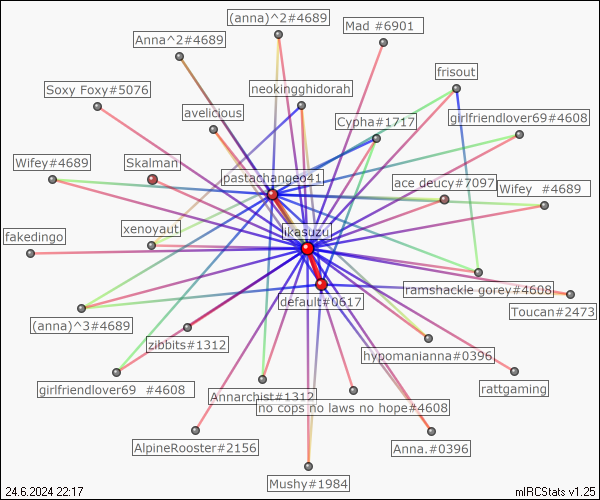 (anna)^2#4689
Mad #6901
Anna^2#4689
frisout
Soxy Foxy#5076
neokingghidorah
avelicious
Cypha#1717
girlfriendlover69#4608
Wifey#4689
Skalman
pastachangeo41
ace deucy#7097
Wifey  #4689
xenoyaut
ikasuzu
fakedingo
ramshackle gorey#4608
default#0617
Toucan#2473
(anna)^3#4689
zibbits#1312
hypomanianna#0396
girlfriendlover69  #4608
Annarchist#1312
rattgaming
no cops no laws no hope#4608
AlpineRooster#2156
Anna.#0396
Mushy#1984
24.6.2024 22:17
mIRCStats v1.25